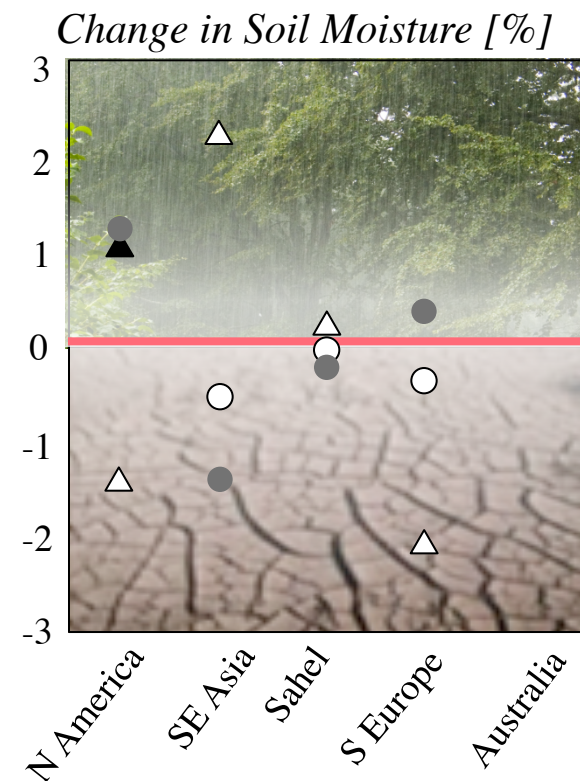 Change in Soil Moisture [%]
3
2
1
0
-1
-2
-3
N America
SE Asia
Sahel
S Europe
Australia